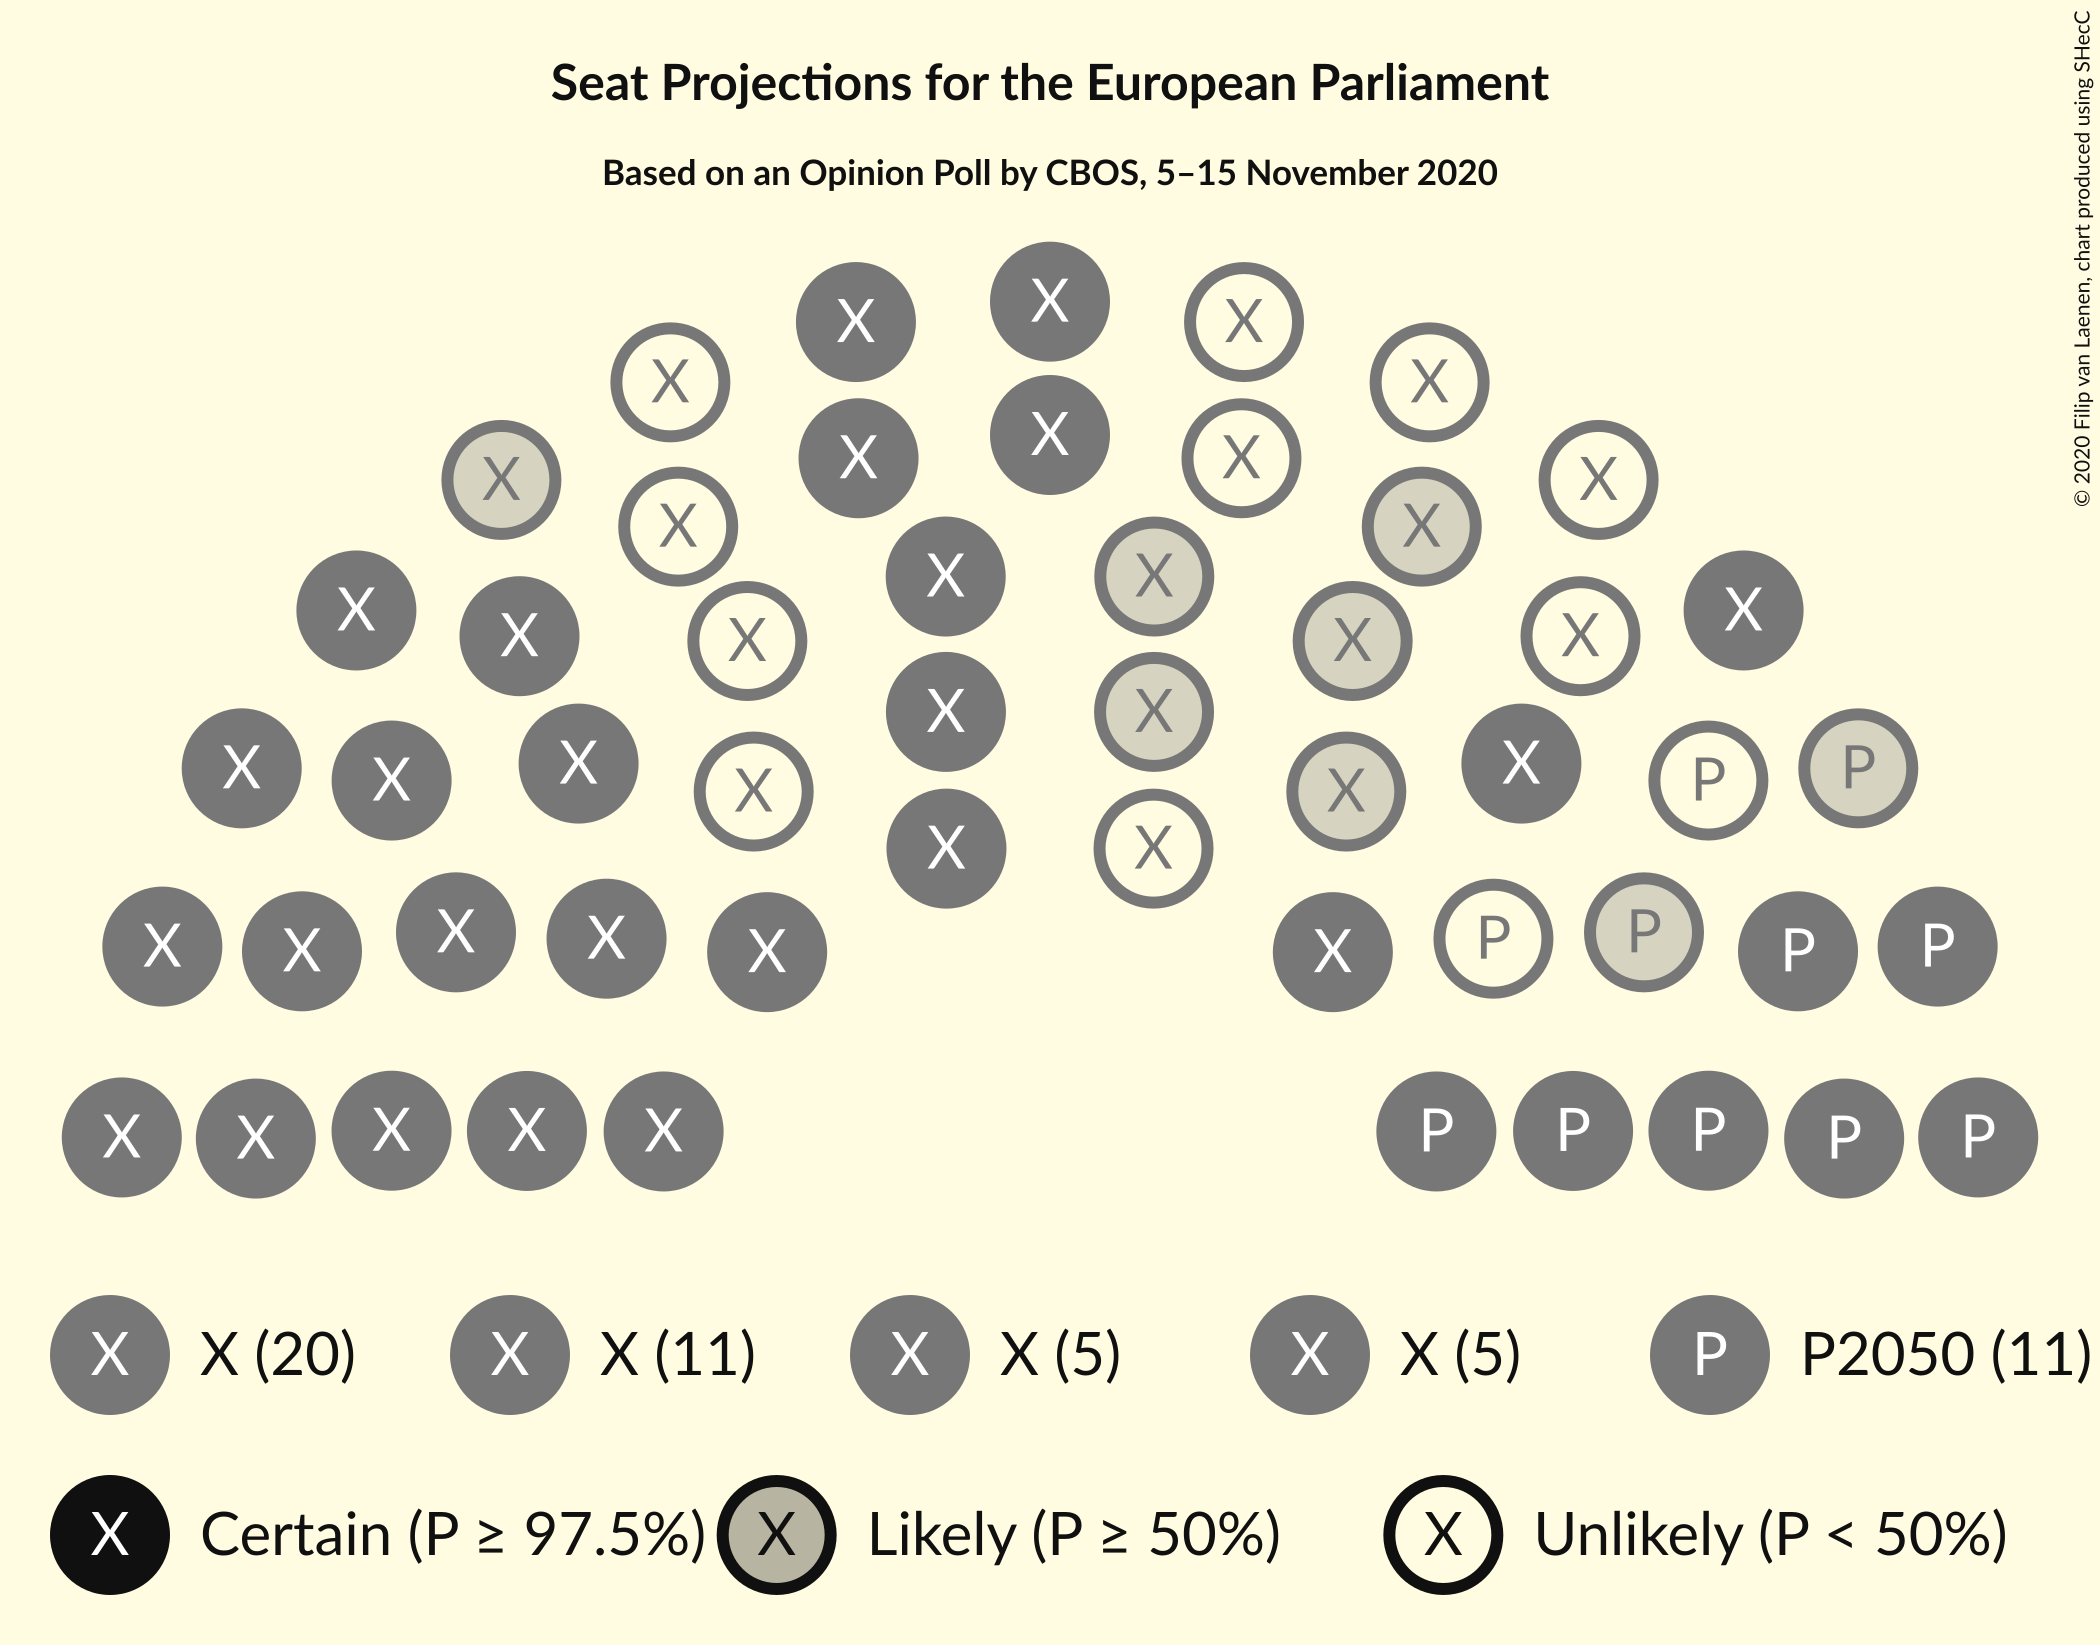 Seat Projections for the European Parliament
Based on an Opinion Poll by CBOS, 5–15 November 2020
© 2020 Filip van Laenen, chart produced using SHecC
X
X X
X X
X
X X
X X
X X
X X
X X
X X X X
X X X X
X X
X X X P P
X X X X
X X
X X X X X X P P P P
X X X X X P P P P P
X X (20) X X (11) X X (5) X X (5) P P2050 (11)
X Certain (P ≥ 97.5%) X Likely (P ≥ 50%) X Unlikely (P < 50%)